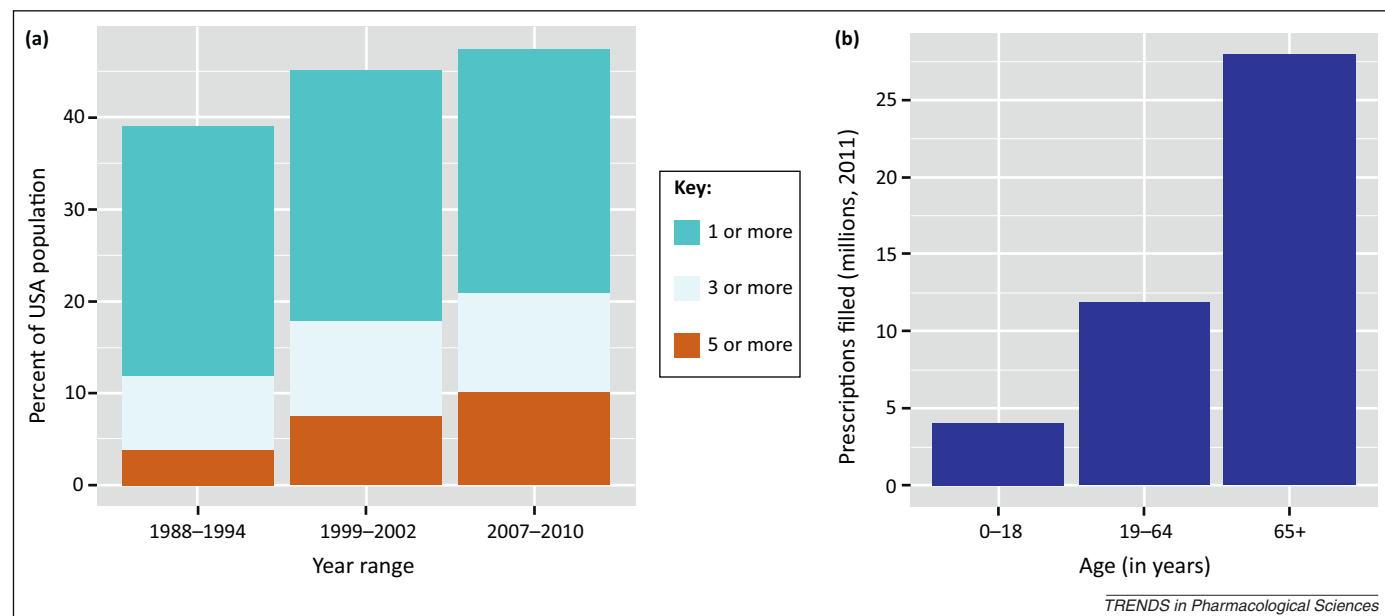 (a)
Percent of USA population
40
30
20
10
0
1988–1994 1999–2002 2007–2010
Year range
Key:
1 or more
3 or more
5 or more
(b)
Prescriptions filled (millions, 2011)
25
20
15
10
5
0
0–18 19–64 65+
Age (in years)
TRENDS in Pharmacological Sciences